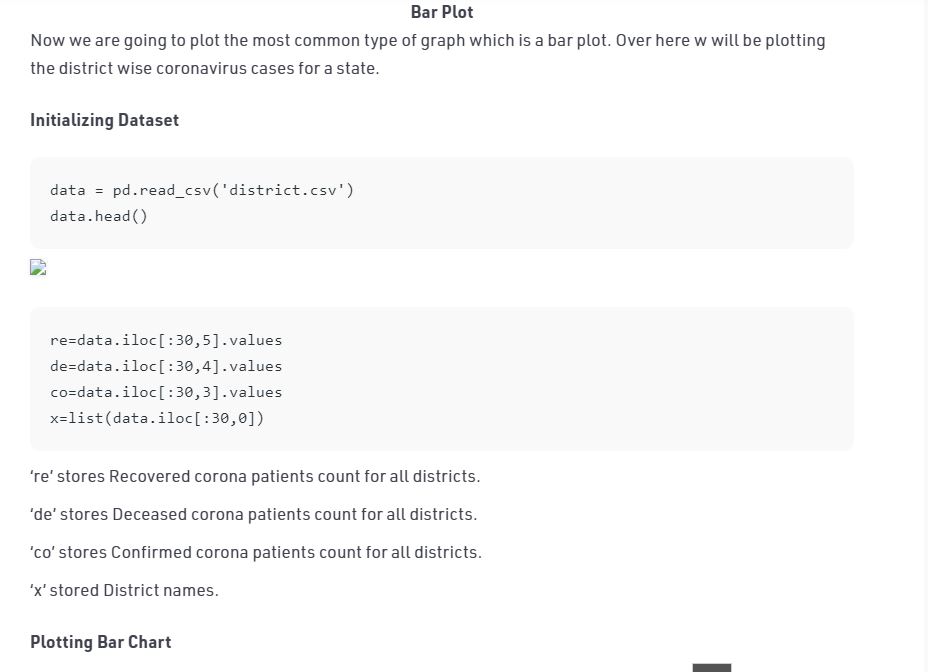 Bar Plot
Now we are going to plot the most common type of graph which is a bar plot. Over here w will be plotting
the district wise coronavirus cases for a state.
Initializing Dataset
data = pd.read_csv('district.csv')
data.head()
re=data.iloc[:30,5].values
de=data.iloc[:30,4].values
co=data.iloc[:30,3].values
x=list(data.iloc[:30,0])
‘re’ stores Recovered corona patients count for all districts.
‘de’ stores Deceased corona patients count for all districts.
‘co’ stores Confirmed corona patients count for all districts.
‘x’ stored District names.
Plotting Bar Chart